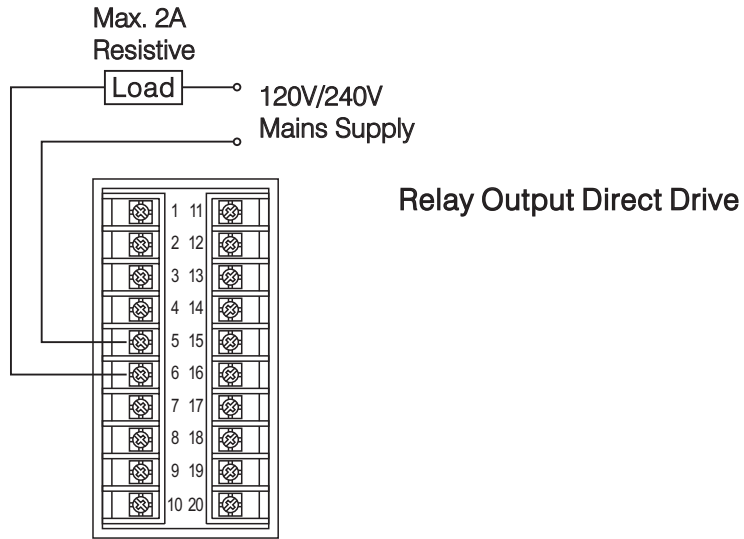 Max. 2A
Resistive
Load
120V/240V
Mains Supply
Relay Output Direct Drive
1 11
2 12
3 13
4 14
5 15
6 16
7 17
8 18
9 19
10 20